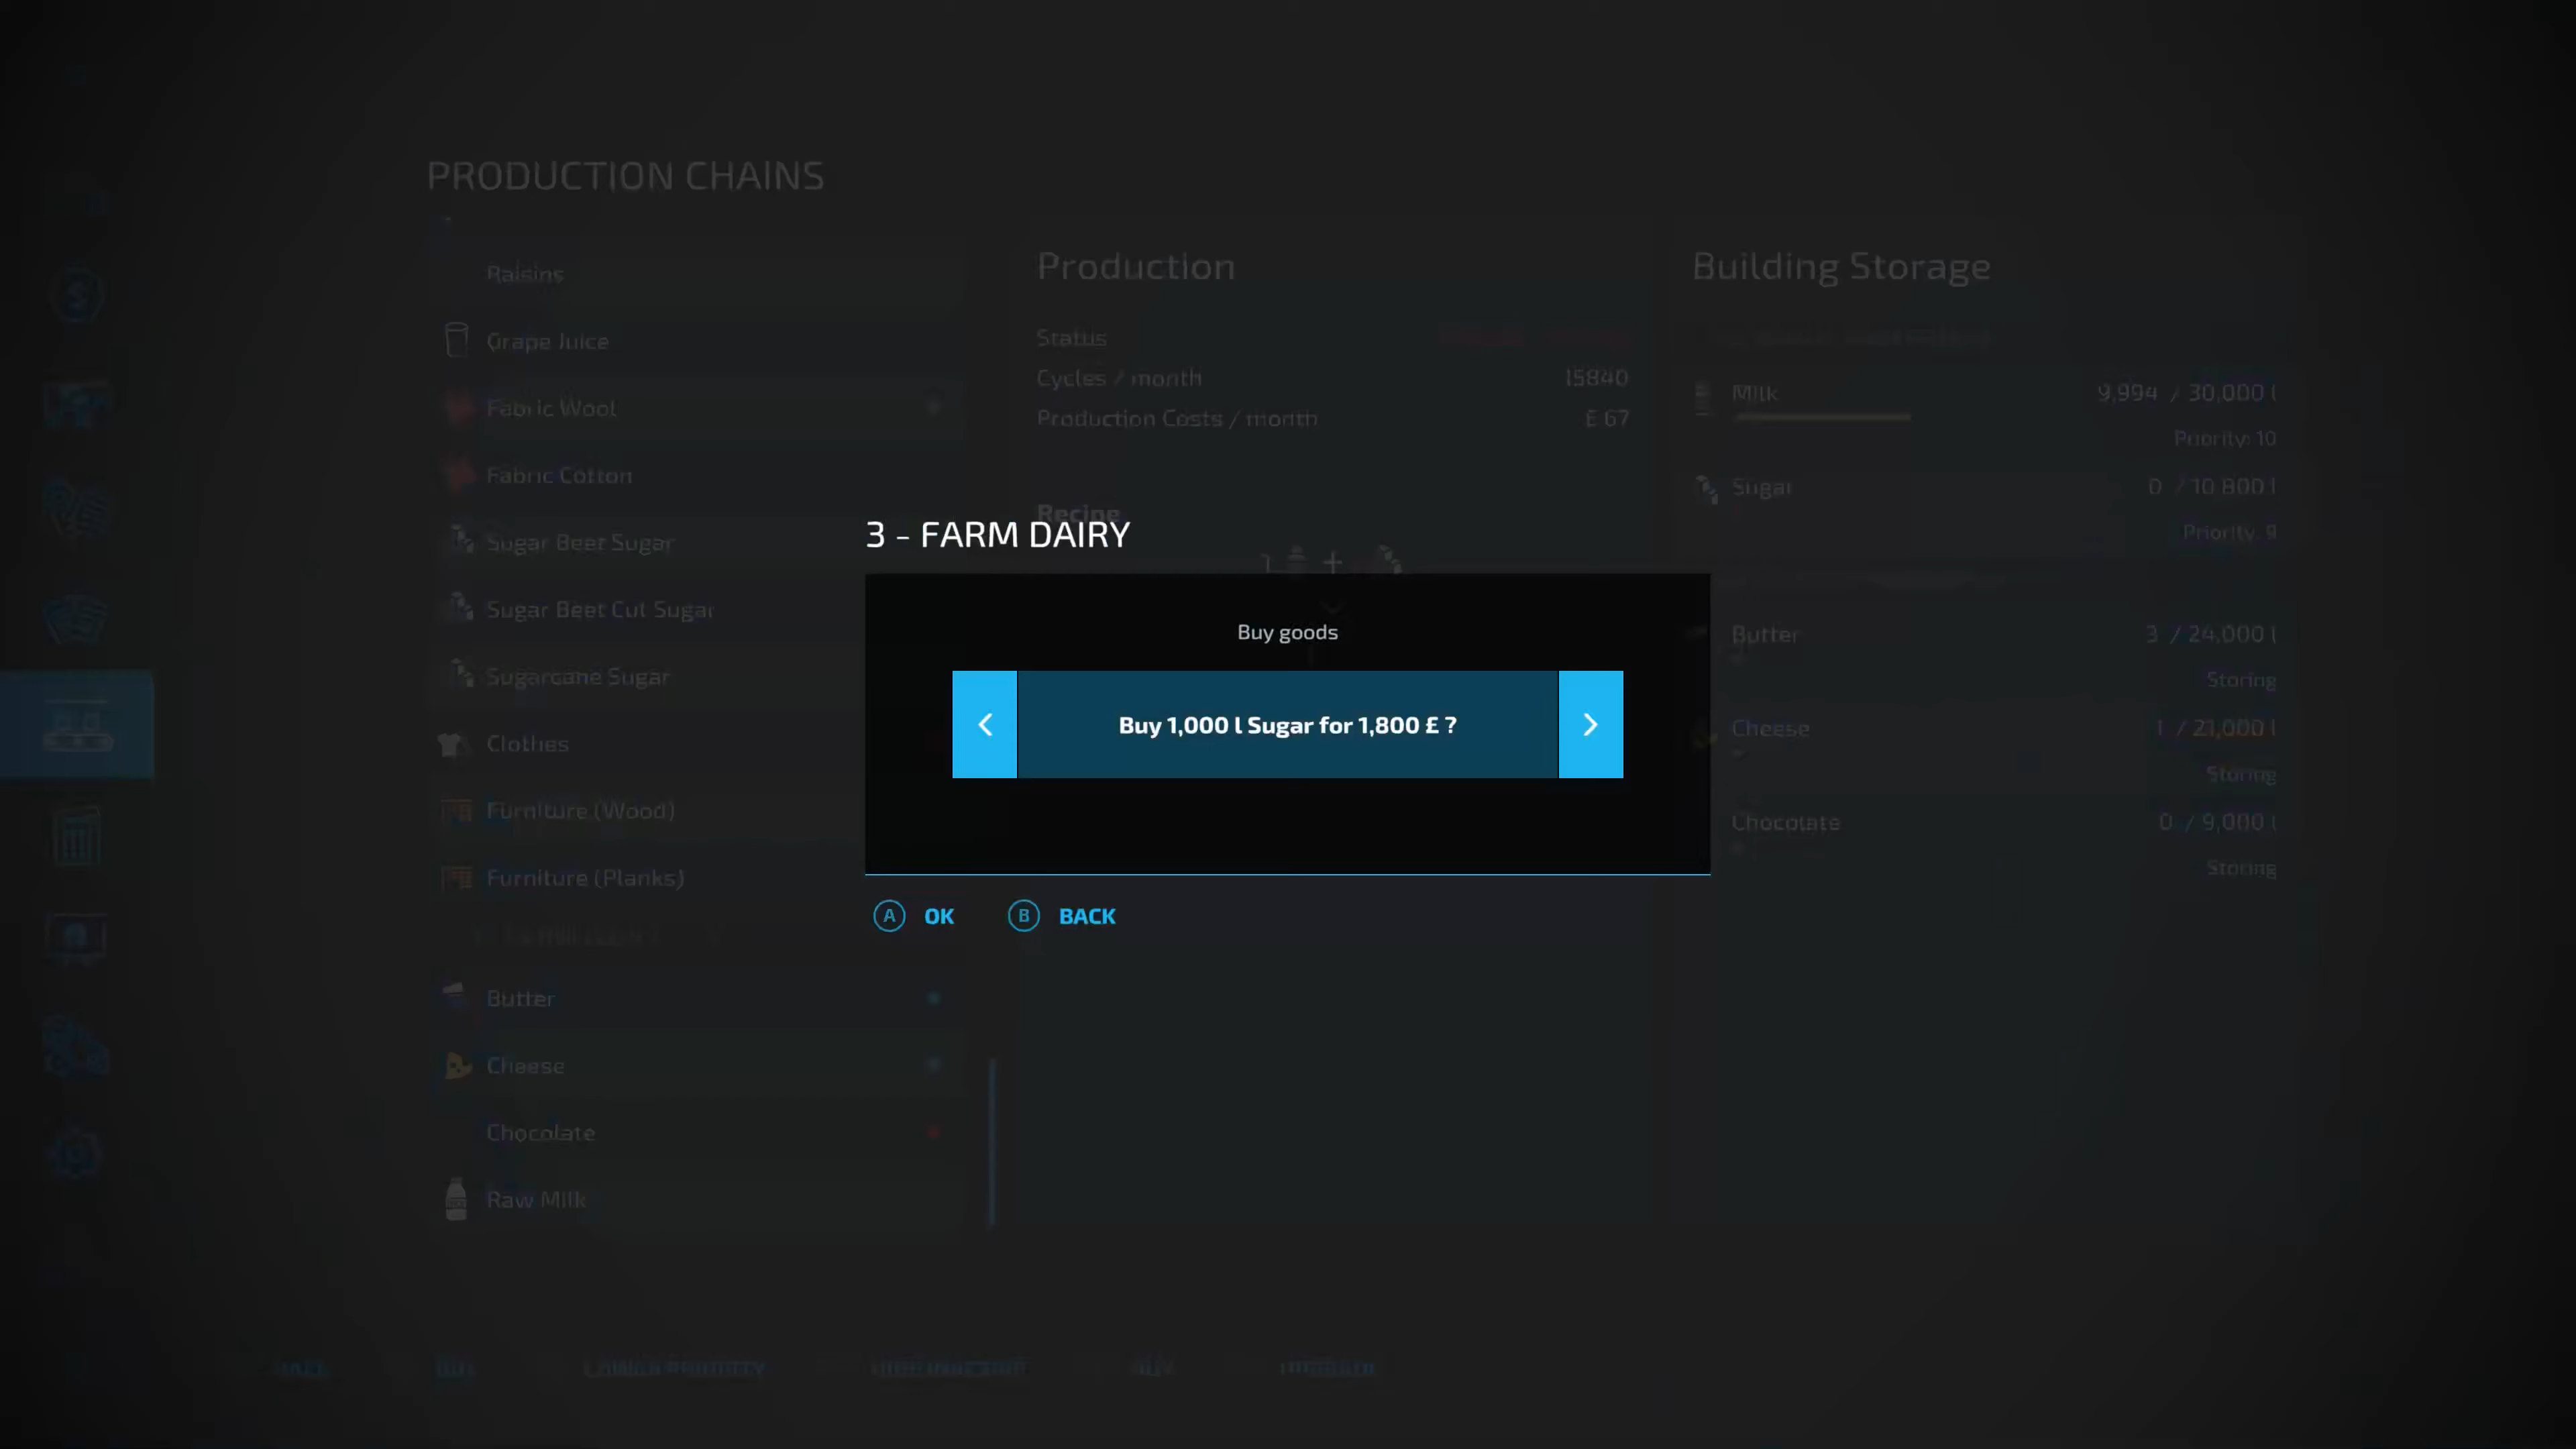 PRODUCTION CHAINS
Raisins
Grape Juice
Fabric Wool
Fabric Cotton
Sugar Beet Sugar
Sugar Beet Cut Sugar
Sugarcane Sugar
Clothes
Furniture (Wood)
Furniture (Planks)
Butter
Cheese
Chocolate
Raw Milk
Production
Status
Cycles / month 15840
Production Costs / month £ 67
Recipe
+
Building Storage
Milk 9,994 / 30,000 l
Priority: 10
Sugar 0 / 10,800 l
Priority: 9
Butter 3 / 24,000 l
Storing
Cheese 1 / 21,000 l
Storing
Chocolate 0 / 9,000 l
Storing
3 - FARM DAIRY
Buy goods
Buy 1,000 l Sugar for 1,800 £ ?
A OK B BACK